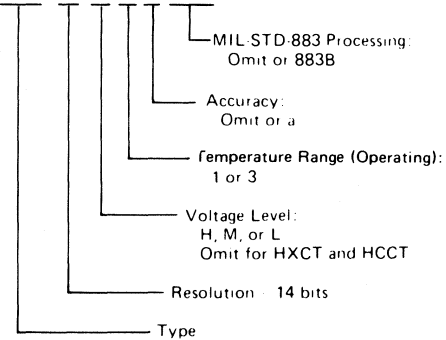 MIL-STD-883 Processing:
Omit or 883B
Accuracy:
Omit or a
Temperature Range (Operating):
1 or 3
Voltage Level:
H, M, or L
Omit for HXCT and HCCT
Resolution 14 bits
Type